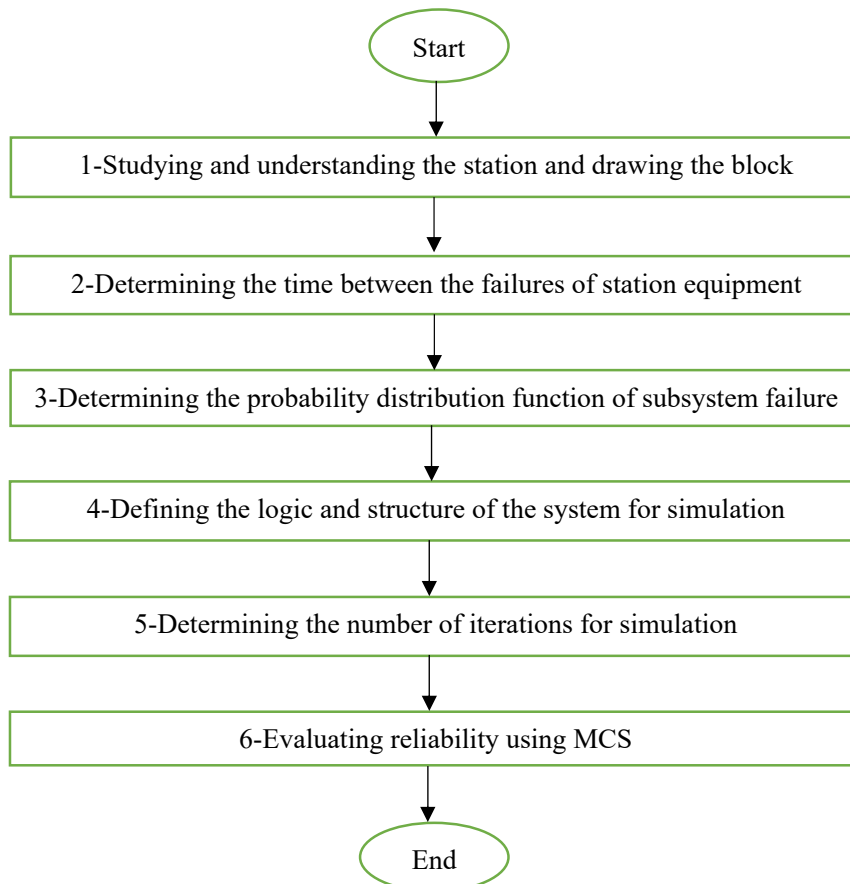 Start
1-Studying and understanding the station and drawing the block
2-Determining the time between the failures of station equipment
3-Determining the probability distribution function of subsystem failure
4-Defining the logic and structure of the system for simulation
5-Determining the number of iterations for simulation
6-Evaluating reliability using MCS
End